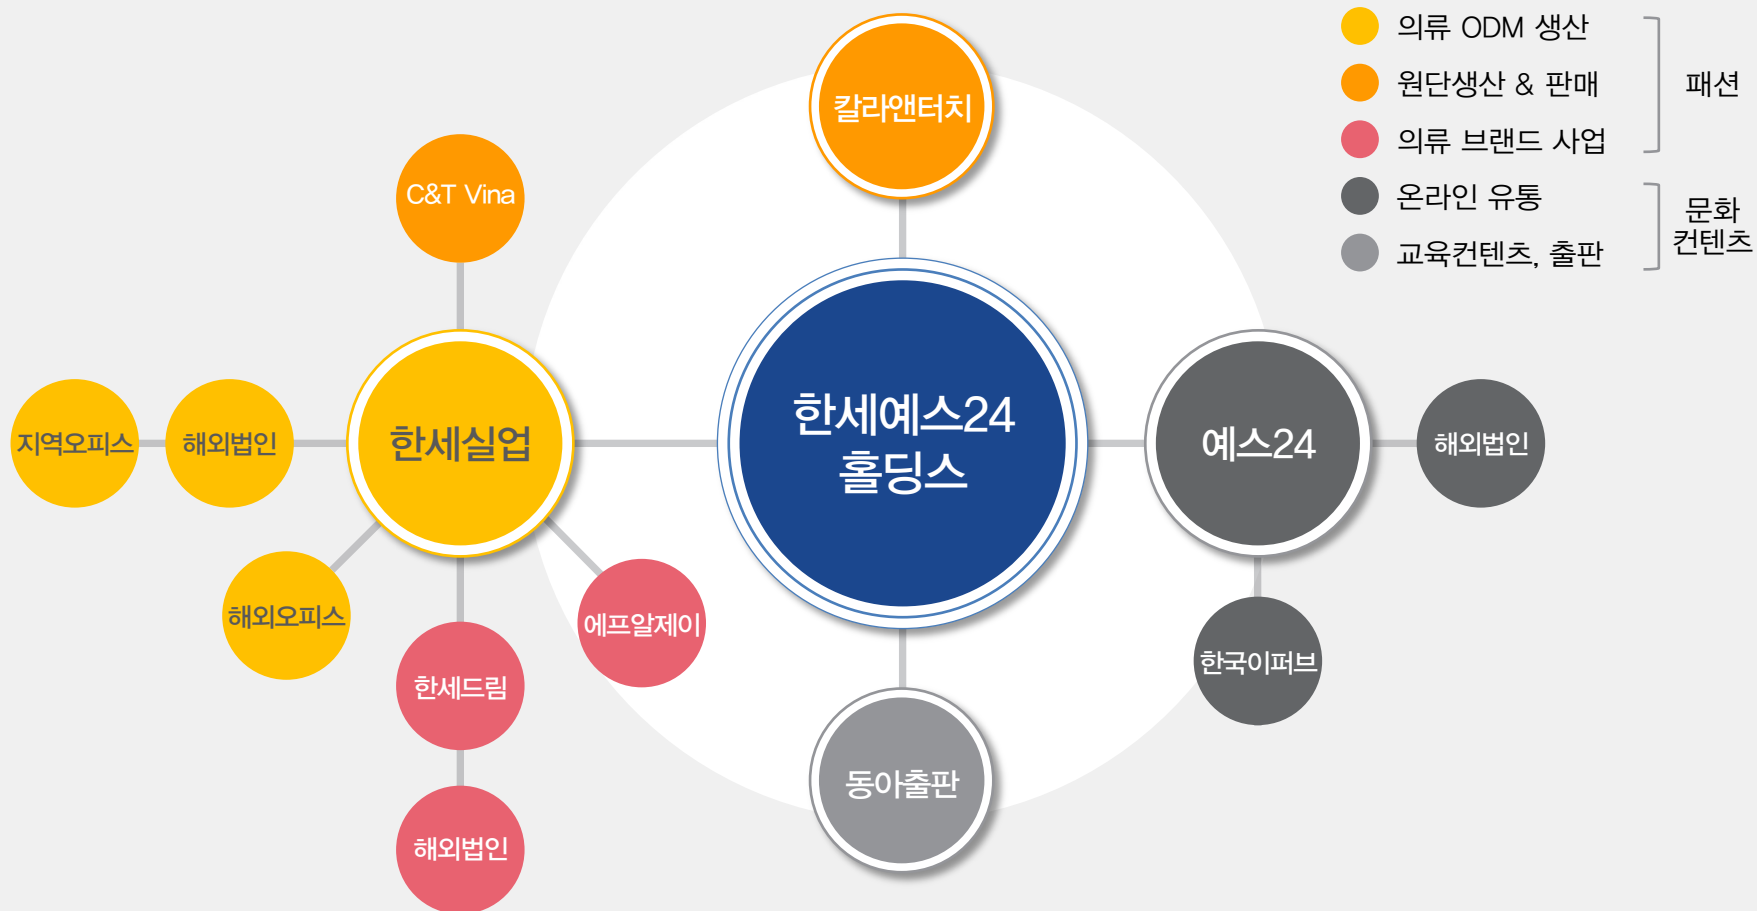 의류 ODM 생산
원단생산 & 판매
의류 브랜드 사업
패션
온라인 유통
교육컨텐츠, 출판
문화
컨텐츠
칼라앤터치
C&T Vina
한세예스24
홀딩스
지역오피스
해외법인
한세실업
예스24
해외법인
해외오피스
에프알제이
한세드림
한국이퍼브
동아출판
해외법인